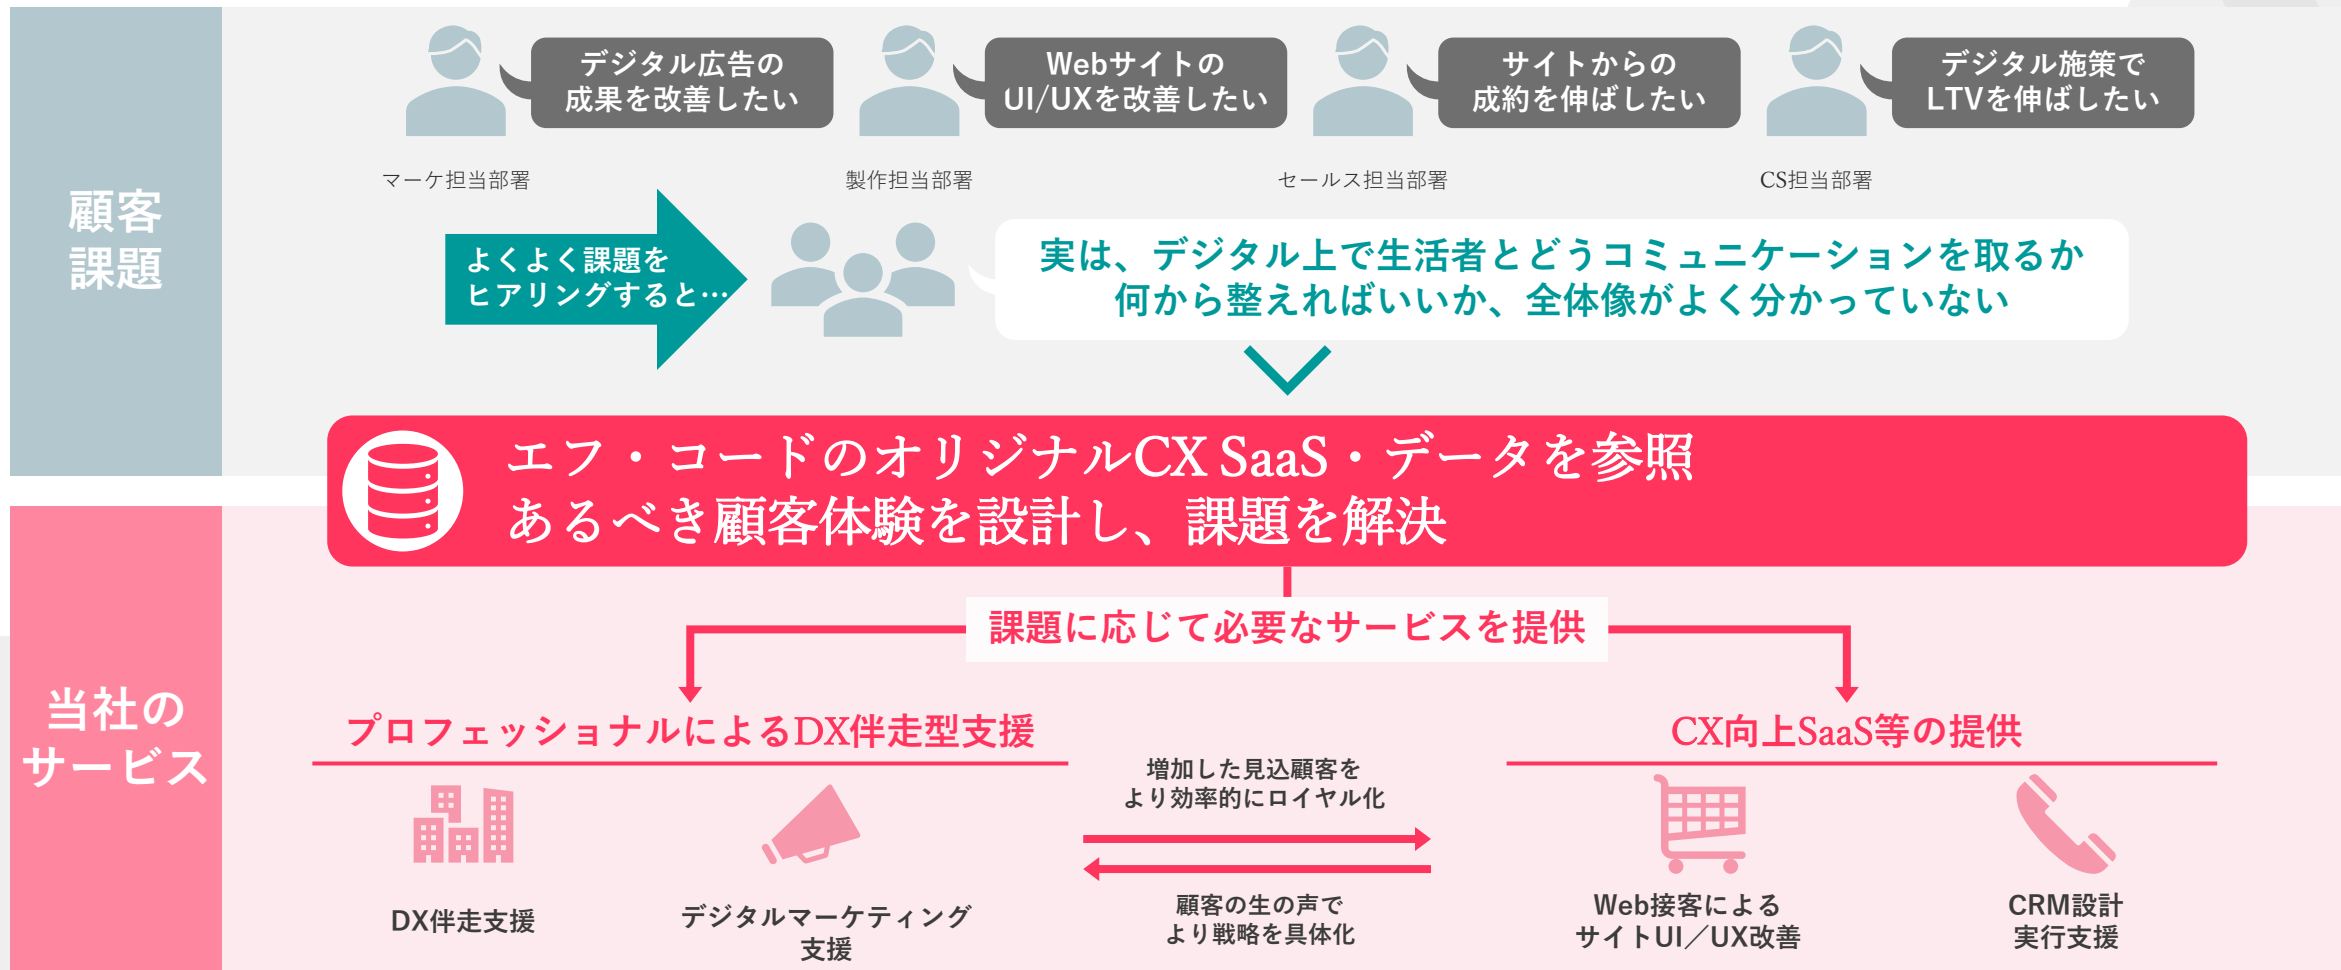 顧客
課題
デジタル広告の
成果を改善したい
マーケ担当部署
Webサイトの
UI/UXを改善したい
製作担当部署
サイトからの
成約を伸ばしたい
セールス担当部署
デジタル施策で
LTVを伸ばしたい
CS担当部署
よくよく課題を
ヒアリングすると…
実は、デジタル上で生活者とどうコミュニケーションを取るか
何から整えればいいか、全体像がよく分かっていない
エフ・コードのオリジナルCX SaaS・データを参照
あるべき顧客体験を設計し、課題を解決
当社の
サービス
課題に応じて必要なサービスを提供
プロフェッショナルによるDX伴走型支援
DX伴走支援
デジタルマーケティング
支援
増加した見込顧客を
より効率的にロイヤル化
顧客の生の声で
より戦略を具体化
CX向上SaaS等の提供
Web接客による
サイトUI／UX改善
CRM設計
実行支援